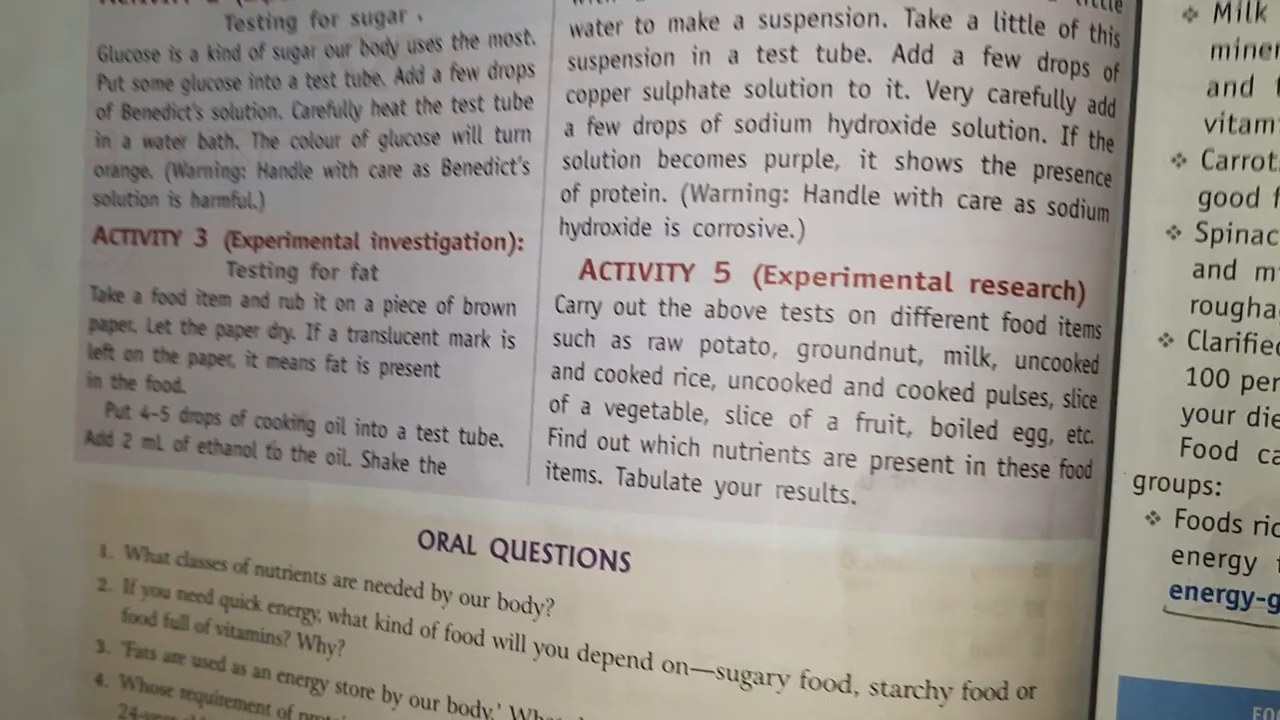 Testing for sugar
Glucose is a kind of sugar our body uses the most.
Put some glucose into a test tube. Add a few drops
of Benedict's solution. Carefully heat the test tube
in a water bath. The colour of glucose will turn
orange. (Warning: Handle with care as Benedict's
solution is harmful.)
ACTIVITY 3 (Experimental investigation):
Testing for fat
Take a food item and rub it on a piece of brown
paper. Let the paper dry. If a translucent mark is
left on the paper, it means fat is present
in the food.
Put 4–5 drops of cooking oil into a test tube.
Add 2 mL of ethanol to the oil. Shake the
little
water to make a suspension. Take a little of this
suspension in a test tube. Add a few drops of
copper sulphate solution to it. Very carefully add
a few drops of sodium hydroxide solution. If the
solution becomes purple, it shows the presence
of protein. (Warning: Handle with care as sodium
hydroxide is corrosive.)
ACTIVITY 5 (Experimental research)
Carry out the above tests on different food items
such as raw potato, groundnut, milk, uncooked
and cooked rice, uncooked and cooked pulses, slice
of a vegetable, slice of a fruit, boiled egg, etc.
Find out which nutrients are present in these food
items. Tabulate your results.
ORAL QUESTIONS
1. What classes of nutrients are needed by our body?
2. If you need quick energy, what kind of food will you depend on—sugary food, starchy food or
food full of vitamins? Why?
3. 'Fats are used as an energy store by our body.'
4. Whose requirement of
❖ Milk
miner
and
vitam
❖ Carrot
good f
❖ Spinac
and m
rougha
❖ Clarifie
100 per
your die
Food ca
groups:
❖ Foods ric
energy
energy-g